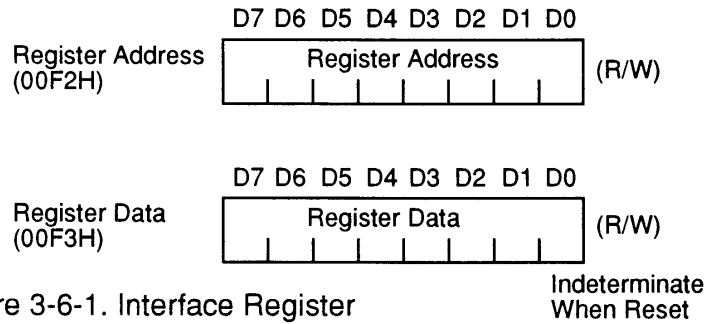 D7 D6 D5 D4 D3 D2 D1 D0
Register Address
(00F2H)
Register Address
(R/W)
D7 D6 D5 D4 D3 D2 D1 D0
Register Data
(00F3H)
Register Data
(R/W)
Indeterminate
When Reset
re 3-6-1. Interface Register